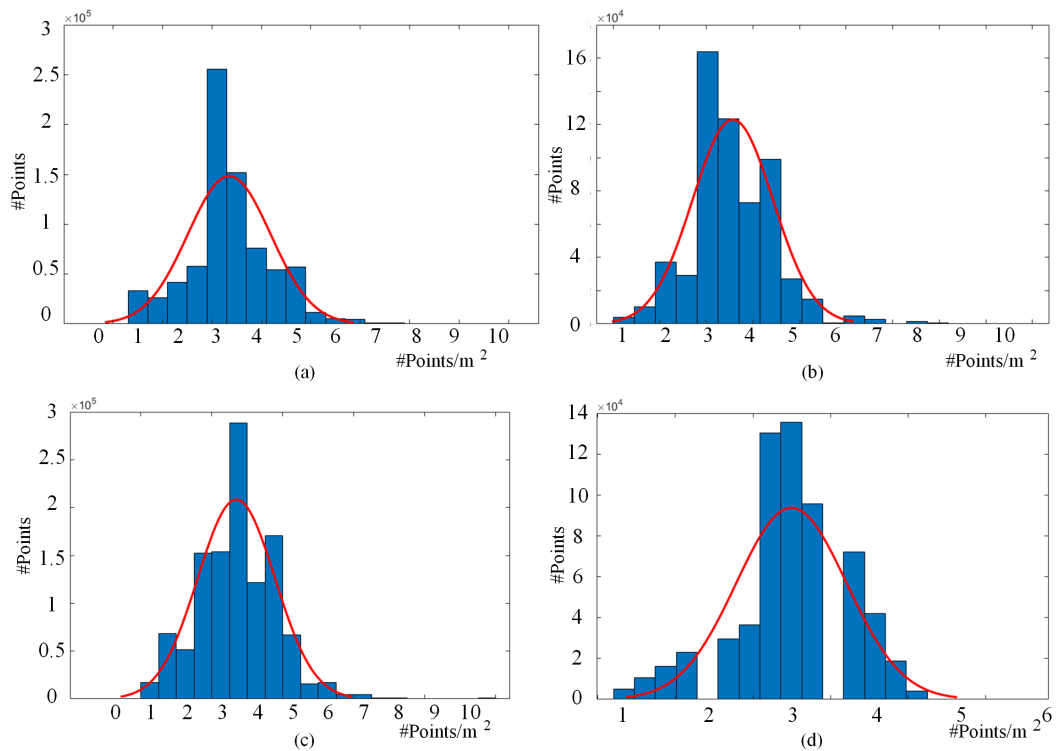 ×10⁵
3
2.5
2
1.5
1
0.5
0
#Points
0 2 3 4 5 6 7 8 9 10
#Points/m 2
(a)
×10⁴
16
12
8
4
0
#Points
1 2 3 4 5 6 7 8 9 10
#Points/m 2
(b)
×10⁵
3
2.5
2
1.5
1
0.5
0
#Points
0 1 2 3 4 5 6 7 8 9 10
#Points/m 2
(c)
×10⁴
14
12
10
8
6
4
2
0
#Points
1 2 3 4 5 6
#Points/m 2
(d)